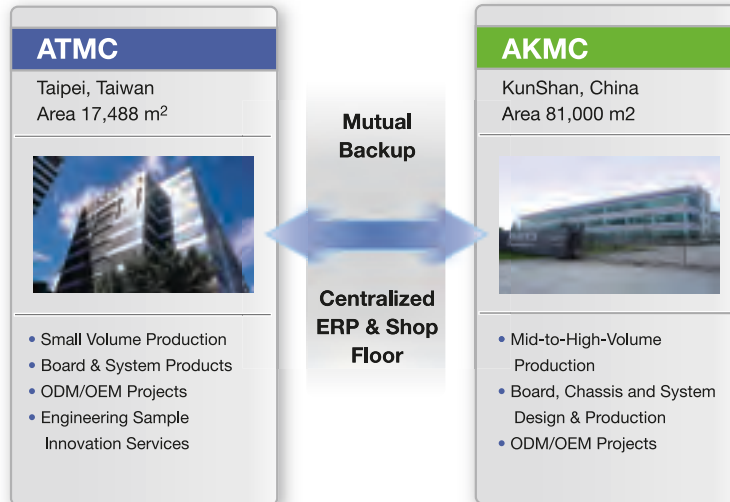 ATMC
Taipei, Taiwan
Area 17,488 m²
• Small Volume Production
• Board & System Products
• ODM/OEM Projects
• Engineering Sample
Innovation Services
Mutual
Backup
Centralized
ERP & Shop
Floor
AKMC
KunShan, China
Area 81,000 m2
• Mid-to-High-Volume
Production
• Board, Chassis and System
Design & Production
• ODM/OEM Projects